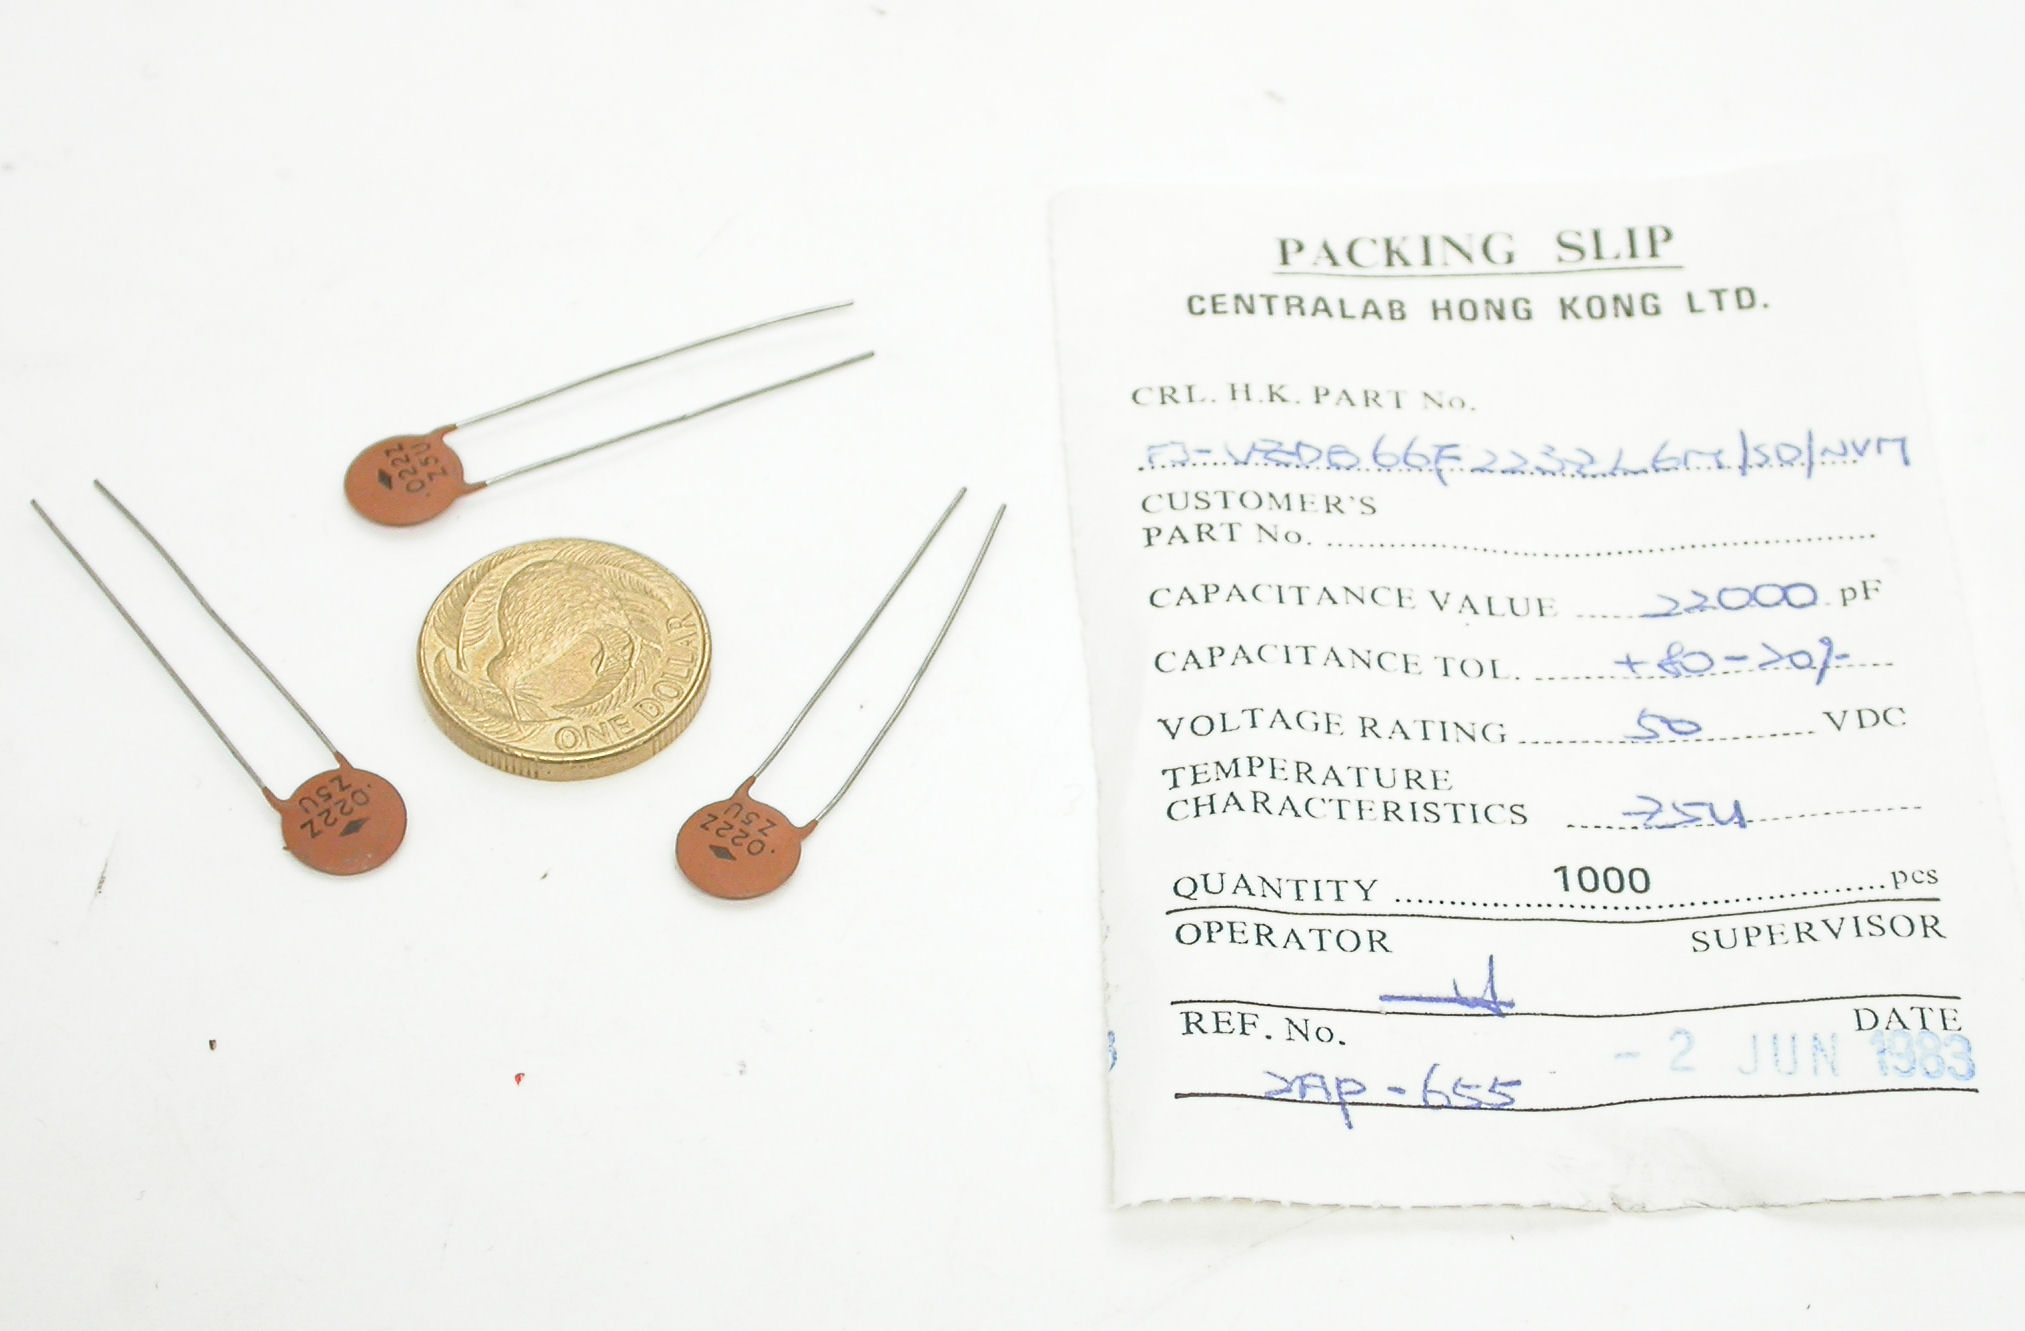 .022Z
Z5U
ONE DOLLAR
.022Z
Z5U
.022Z
Z5U
PACKING SLIP
CENTRALAB HONG KONG LTD.
CRL. H.K. PART No.
CUSTOMER'S
PART No.
CAPACITANCE VALUE 22000 pF
CAPACITANCE TOL. +80-20%
VOLTAGE RATING 50 VDC
TEMPERATURE
CHARACTERISTICS Z5U
QUANTITY 1000 pcs
OPERATOR SUPERVISOR
REF. No. DATE
-655 - 2 JUN 1983